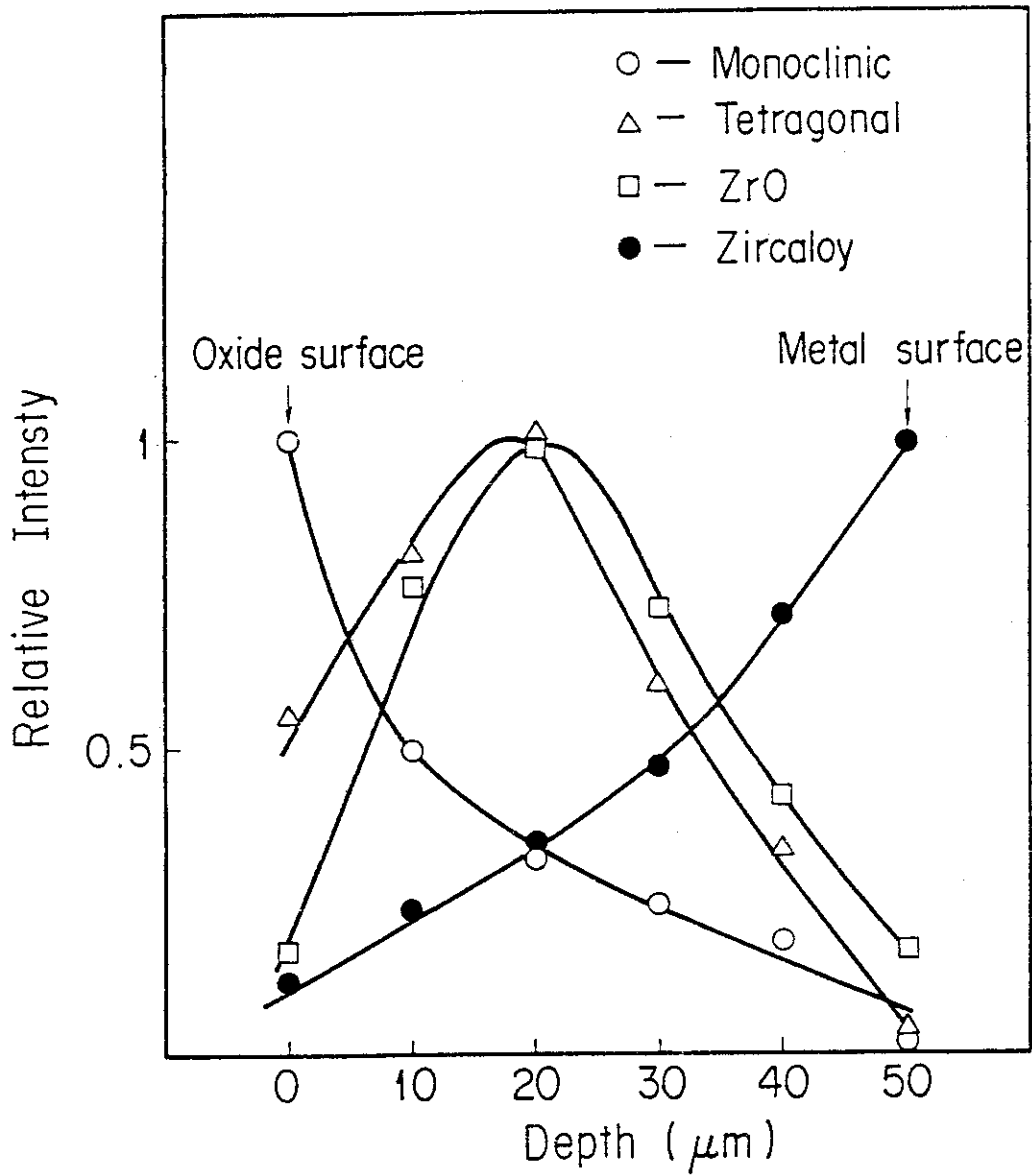 ○ — Monoclinic
△ — Tetragonal
□ — ZrO
● — Zircaloy
Oxide surface
Metal surface
Relative Intensty
1
0.5
0 10 20 30 40 50
Depth (μm)